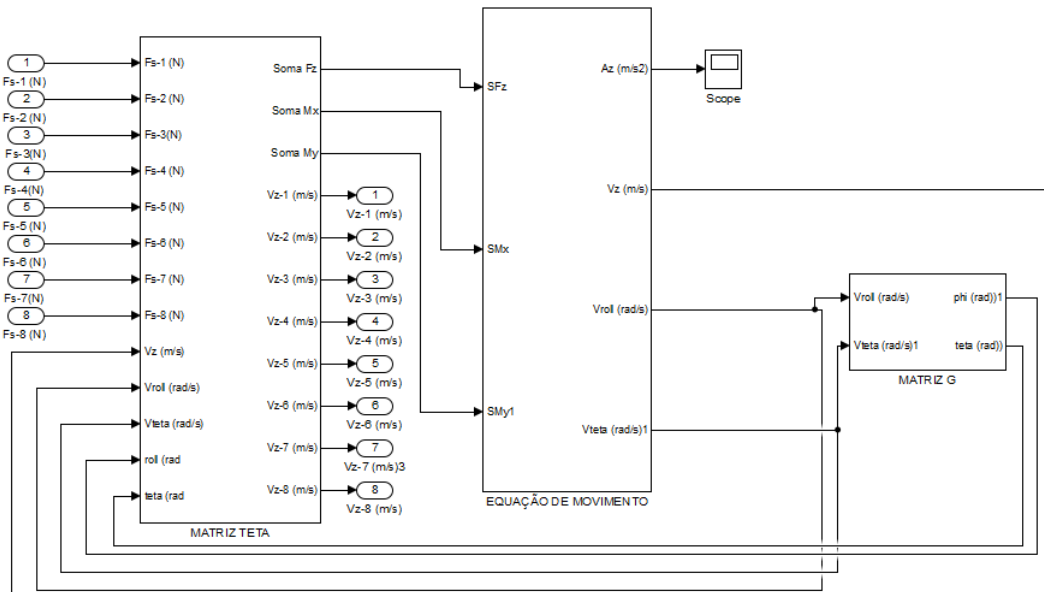 1
Fs-1 (N)
2
Fs-2 (N)
3
Fs-3(N)
4
Fs-4(N)
5
Fs-5 (N)
6
Fs-6 (N)
7
Fs-7(N)
8
Fs-8 (N)
Fs-1 (N)
Fs-2 (N)
Fs-3(N)
Fs-4 (N)
Fs-5 (N)
Fs-6 (N)
Fs-7 (N)
Fs-8 (N)
Vz (m/s)
Vroll (rad/s)
Vteta (rad/s)
roll (rad
teta (rad
Soma Fz
Soma Mx
Soma My
Vz-1 (m/s)
Vz-2 (m/s)
Vz-3 (m/s)
Vz-4 (m/s)
Vz-5 (m/s)
Vz-6 (m/s)
Vz-7 (m/s)
Vz-8 (m/s)
MATRIZ TETA
1
Vz-1 (m/s)
2
Vz-2 (m/s)
3
Vz-3 (m/s)
4
Vz-4 (m/s)
5
Vz-5 (m/s)
6
Vz-6 (m/s)
7
Vz-7 (m/s)3
8
Vz-8 (m/s)
SFz
SMx
SMy1
Az (m/s2)
Vz (m/s)
Vroll (rad/s)
Vteta (rad/s)1
EQUAÇÃO DE MOVIMENTO
Scope
Vroll (rad/s)
Vteta (rad/s)1
phi (rad))1
teta (rad))
MATRIZ G